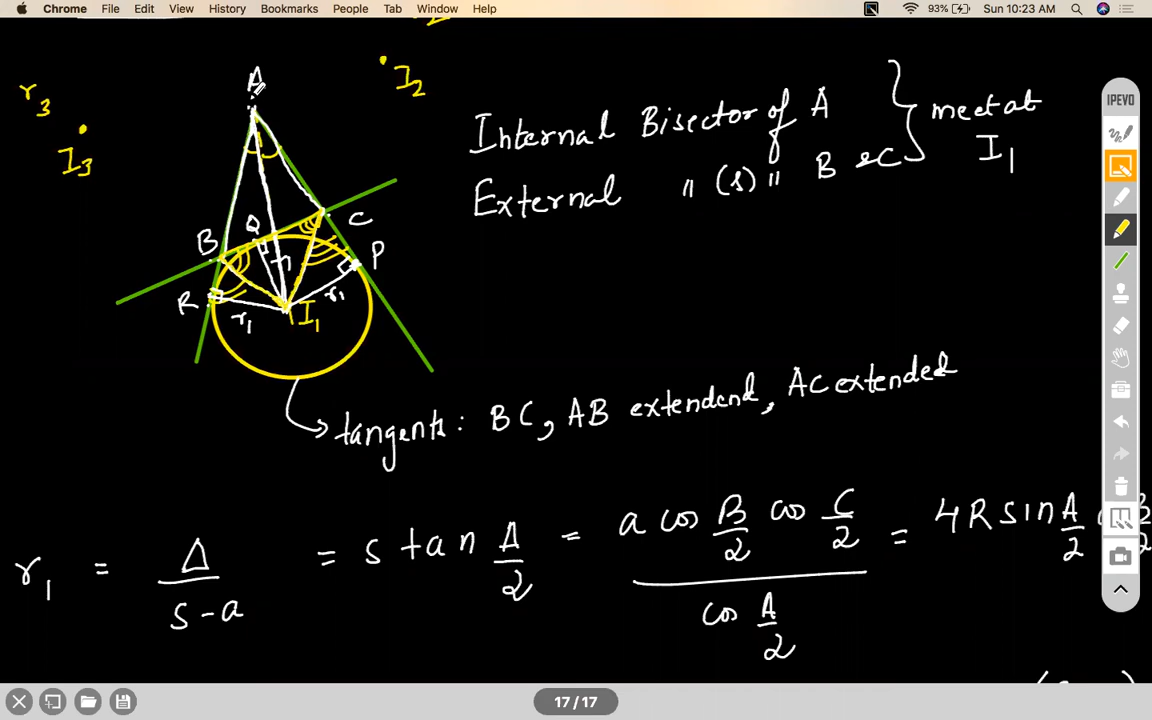 Chrome File Edit View History Bookmarks People Tab Window Help
93% Sun 10:23 AM
r3
I3
I2
A
B
Q
C
P
R
r1
r1
I1
Internal Bisector of A
External " (s) " B & C
meet at
I1
IPEVO
tangents: BC, AB extendend, AC extended
r1 = Δ / s-a = s tan A/2 = a cos B/2 cos C/2 / cos A/2 = 4R sin A/2
17/17